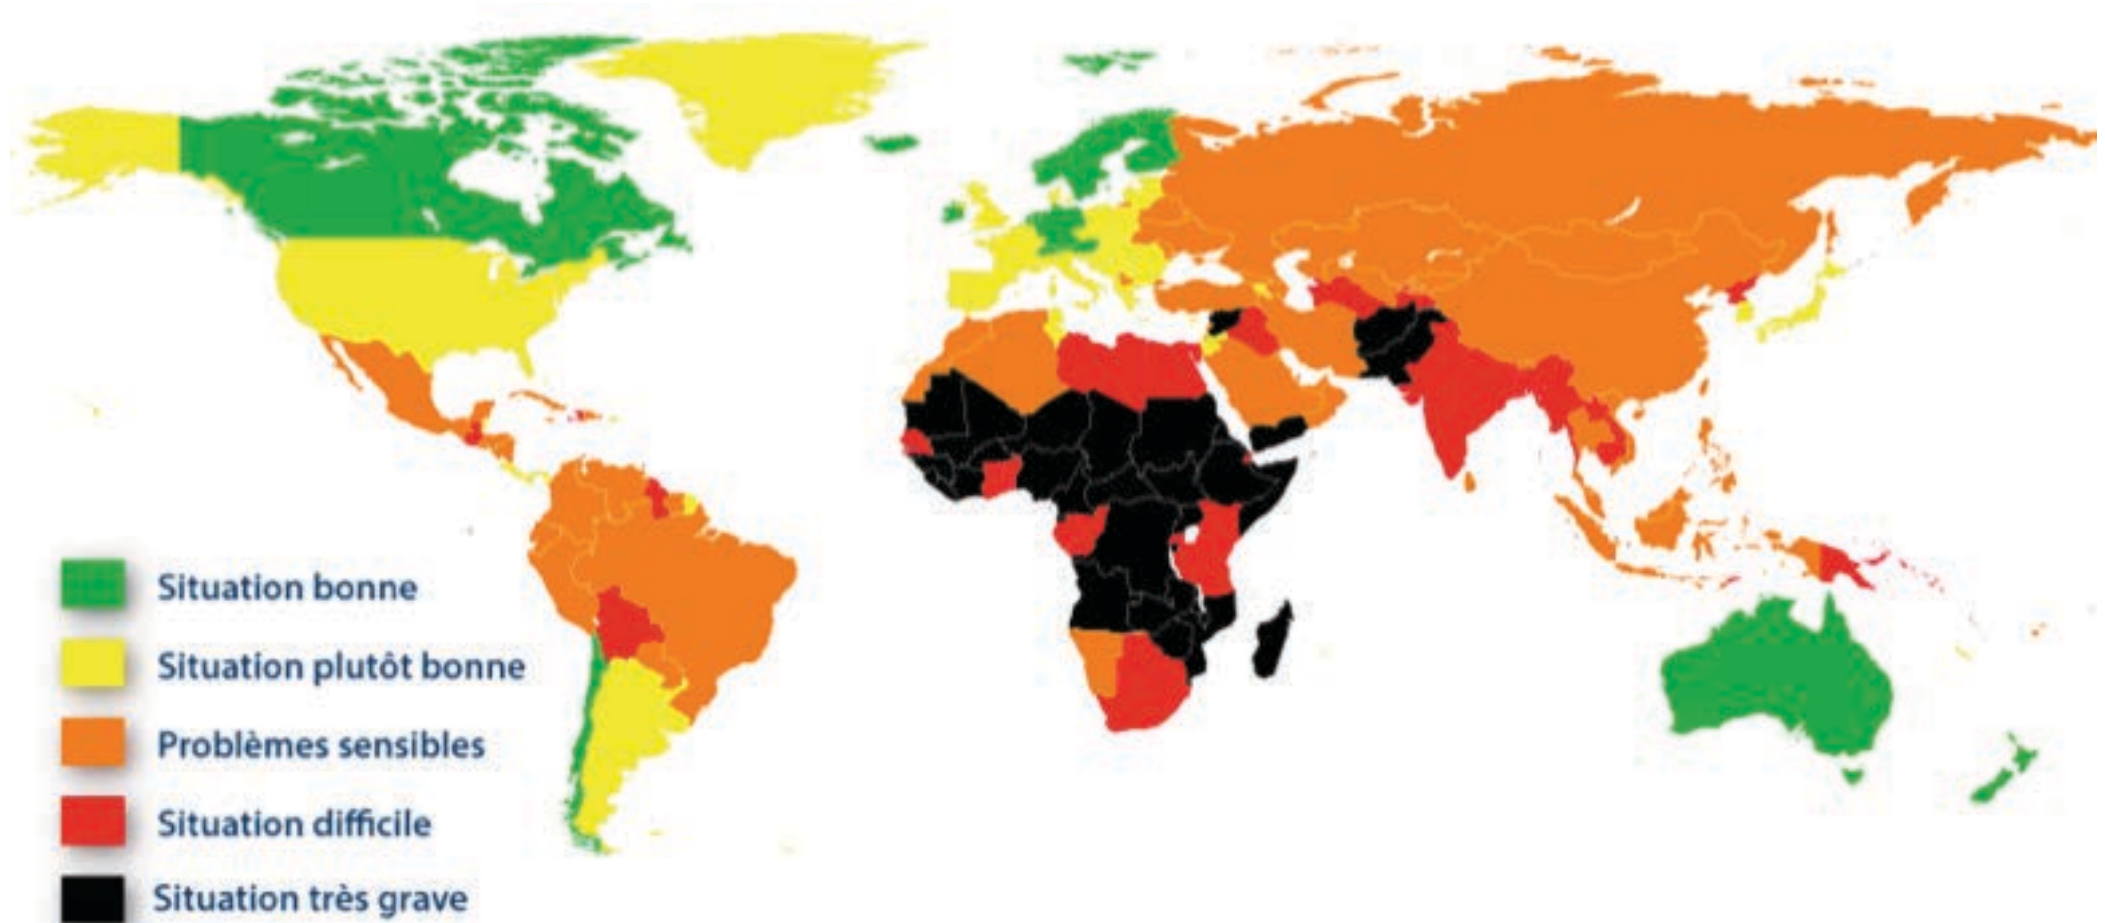 Situation bonne
Situation plutôt bonne
Problèmes sensibles
Situation difficile
Situation très grave